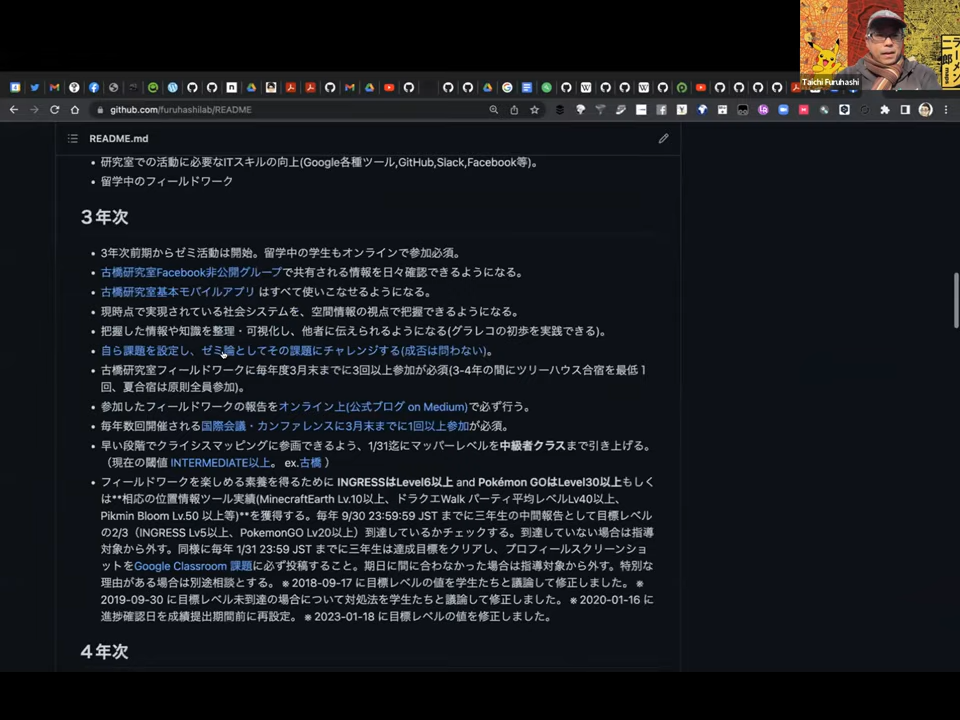 Taichi Furuhashi
github.com/furuhashilab/README
README.md
• 研究室での活動に必要なITスキルの向上(Google各種ツール,GitHub,Slack,Facebook等)。
• 留学中のフィールドワーク
３年次
• 3年次前期からゼミ活動は開始。留学中の学生もオンラインで参加必須。
• 古橋研究室Facebook非公開グループで共有される情報を日々確認できるようになる。
• 古橋研究室基本モバイルアプリ はすべて使いこなせるようになる。
• 現時点で実現されている社会システムを、空間情報の視点で把握できるようになる。
• 把握した情報や知識を整理・可視化し、他者に伝えられるようになる(グラレコの初歩を実践できる)。
• 自ら課題を設定し、ゼミ論としてその課題にチャレンジする(成否は問わない)。
• 古橋研究室フィールドワークに毎年度3月末までに3回以上参加が必須(3-4年の間にツリーハウス合宿を最低１
回、夏合宿は原則全員参加)。
• 参加したフィールドワークの報告をオンライン上(公式ブログ on Medium)で必ず行う。
• 毎年数回開催される国際会議・カンファレンスに3月末までに1回以上参加が必須。
• 早い段階でクライシスマッピングに参画できるよう、1/31迄にマッパーレベルを中級者クラスまで引き上げる。
（現在の閾値 INTERMEDIATE以上。 ex.古橋 ）
• フィールドワークを楽しめる素養を得るために INGRESSはLevel6以上 and Pokémon GOはLevel30以上もしく
は**相応の位置情報ツール実績(MinecraftEarth Lv.10以上、ドラクエWalk パーティ平均レベルLv40以上、
Pikmin Bloom Lv.50 以上等)**を獲得する。毎年 9/30 23:59:59 JST までに三年生の中間報告として目標レベル
の2/3（INGRESS Lv5以上、PokemonGO Lv20以上）到達しているかチェックする。到達していない場合は指導
対象から外す。同様に毎年 1/31 23:59 JST までに三年生は達成目標をクリアし、プロフィールスクリーンショ
ットをGoogle Classroom 課題に必ず投稿すること。期日に間に合わなかった場合は指導対象から外す。特別な
理由がある場合は別途相談とする。 ※ 2018-09-17 に目標レベルの値を学生たちと議論して修正しました。 ※
2019-09-30 に目標レベル未到達の場合について対処法を学生たちと議論して修正しました。 ※ 2020-01-16 に
進捗確認日を成績提出期間前に再設定。 ※ 2023-01-18 に目標レベルの値を修正しました。
４年次